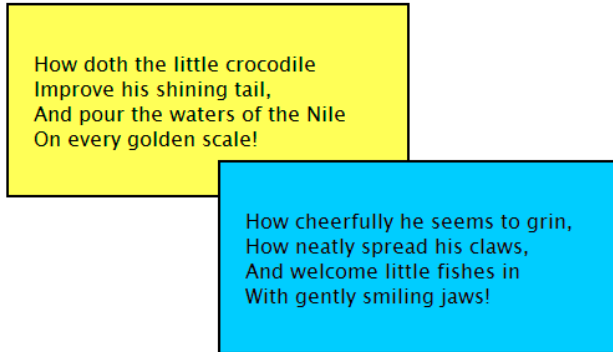 How doth the little crocodile
Improve his shining tail,
And pour the waters of the Nile
On every golden scale!
How cheerfully he seems to grin,
How neatly spread his claws,
And welcome little fishes in
With gently smiling jaws!